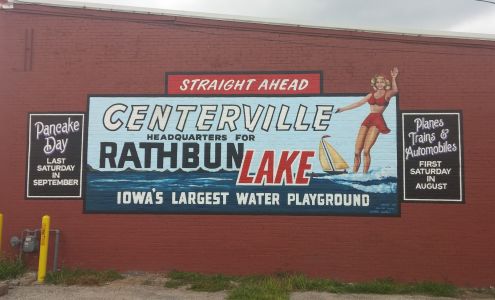 STRAIGHT AHEAD
CENTERVILLE
HEADQUARTERS FOR
RATHBUN LAKE
IOWA'S LARGEST WATER PLAYGROUND
Pancake
Day
LAST
SATURDAY
IN
SEPTEMBER
Planes
Trains &
Automobiles
FIRST
SATURDAY
IN
AUGUST